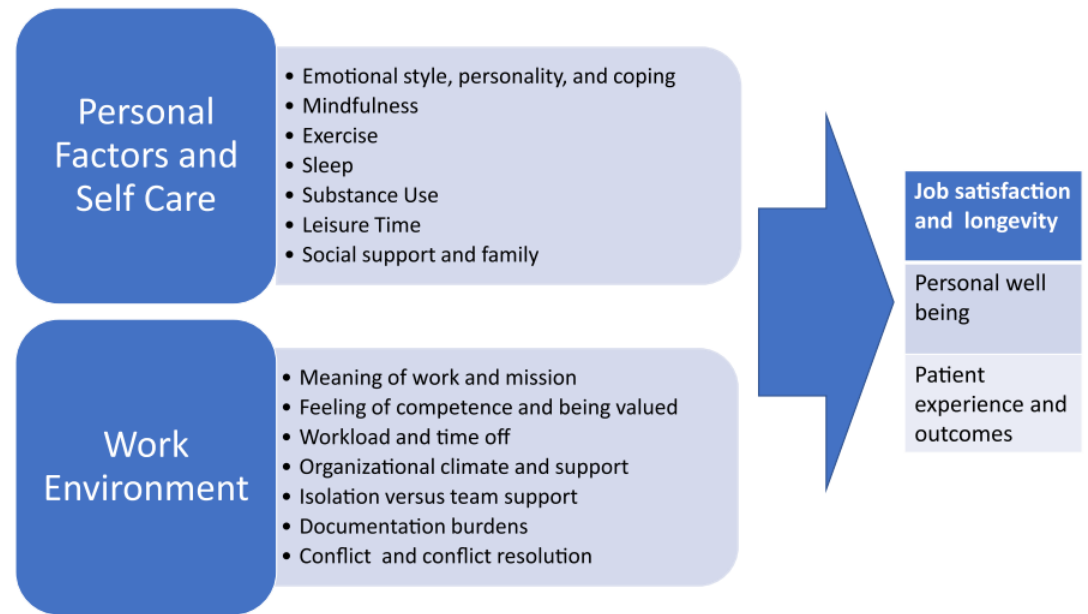 Personal
Factors and
Self Care
• Emotional style, personality, and coping
• Mindfulness
• Exercise
• Sleep
• Substance Use
• Leisure Time
• Social support and family
Work
Environment
• Meaning of work and mission
• Feeling of competence and being valued
• Workload and time off
• Organizational climate and support
• Isolation versus team support
• Documentation burdens
• Conflict and conflict resolution
Job satisfaction
and longevity
Personal well
being
Patient
experience and
outcomes